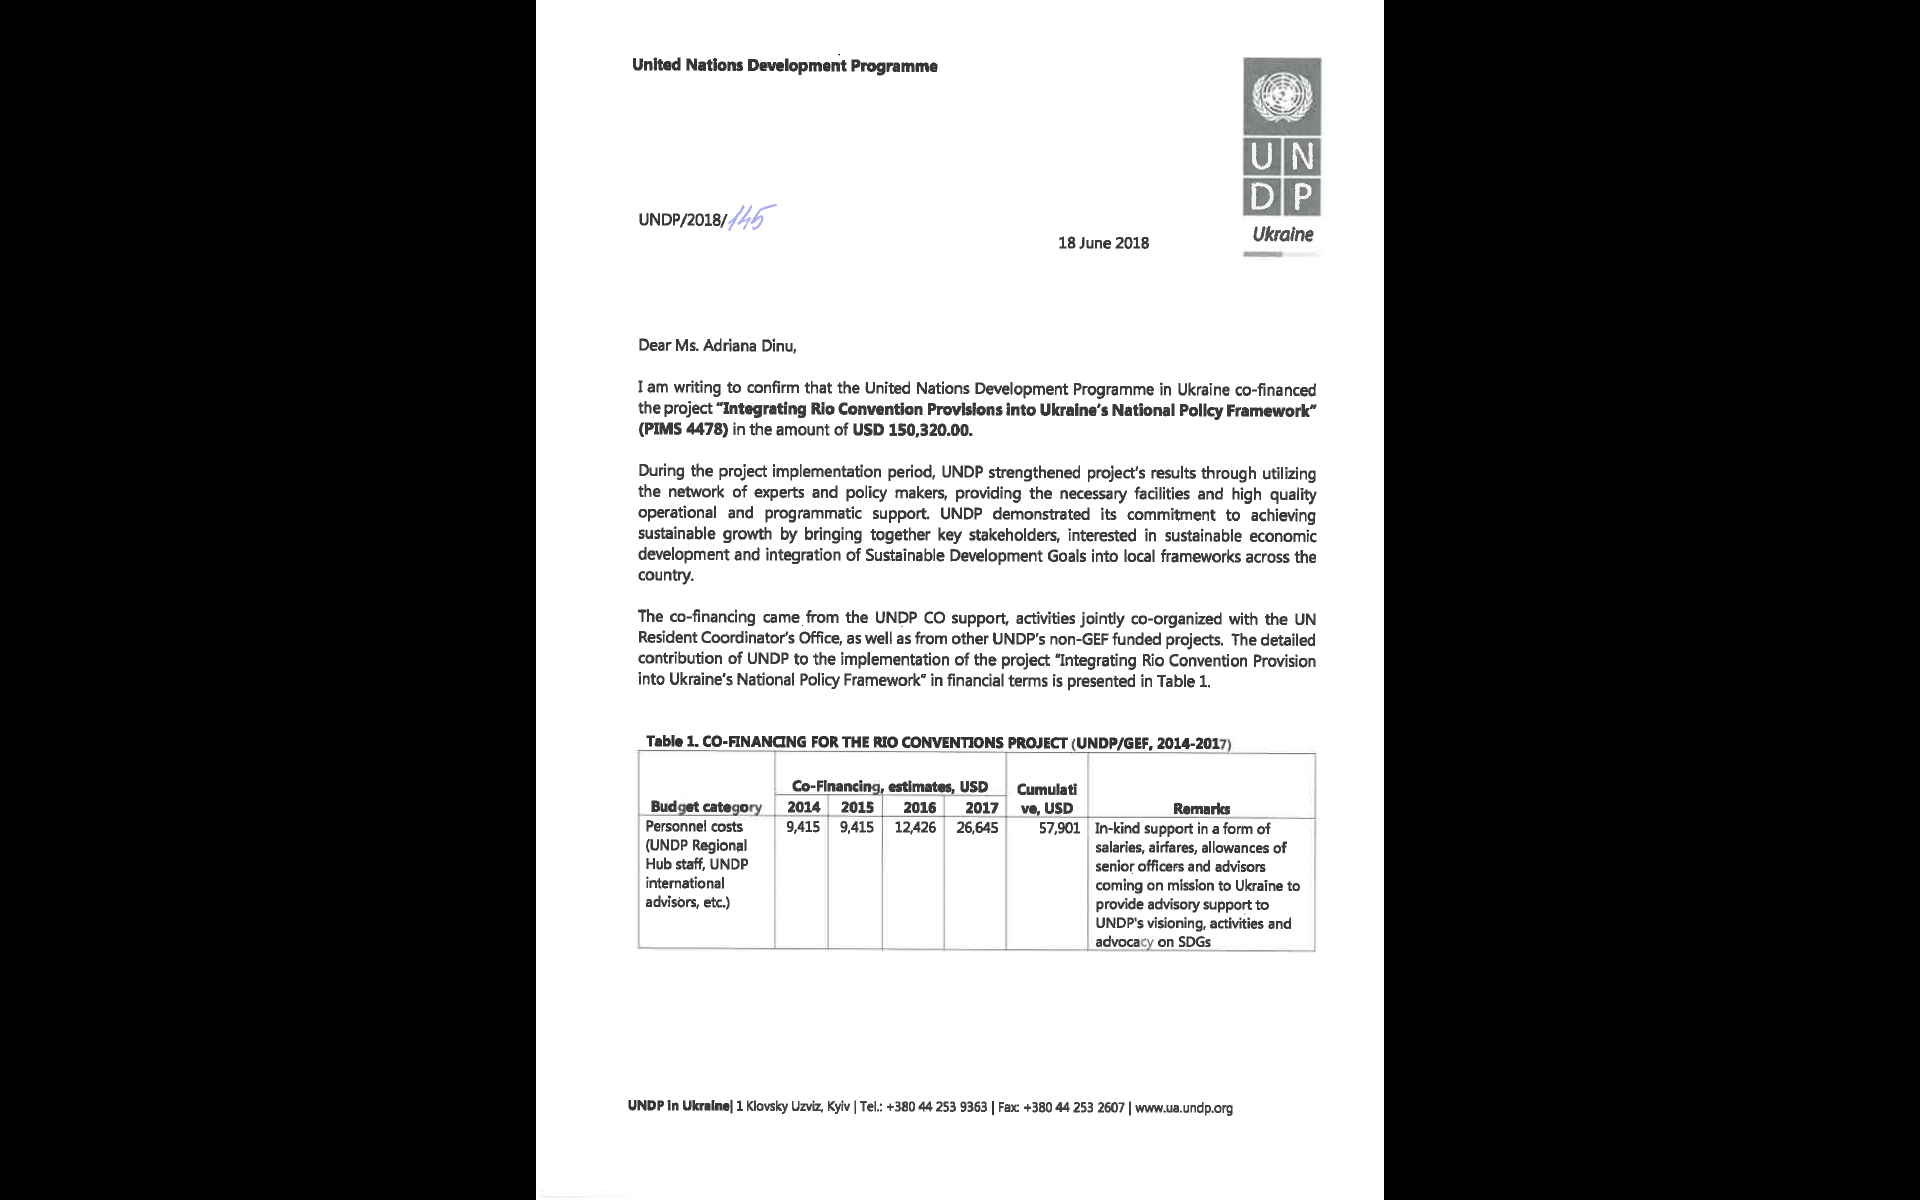 United Nations Development Programme
U N
D P
Ukraine
UNDP/2018/145
18 June 2018
Dear Ms. Adriana Dinu,
I am writing to confirm that the United Nations Development Programme in Ukraine co-financed
the project “Integrating Rio Convention Provisions into Ukraine's National Policy Framework”
(PIMS 4478) in the amount of USD 150,320.00.
During the project implementation period, UNDP strengthened project's results through utilizing
the network of experts and policy makers, providing the necessary facilities and high quality
operational and programmatic support. UNDP demonstrated its commitment to achieving
sustainable growth by bringing together key stakeholders, interested in sustainable economic
development and integration of Sustainable Development Goals into local frameworks across the
country.
The co-financing came from the UNDP CO support, activities jointly co-organized with the UN
Resident Coordinator's Office, as well as from other UNDP's non-GEF funded projects. The detailed
contribution of UNDP to the implementation of the project “Integrating Rio Convention Provision
into Ukraine's National Policy Framework” in financial terms is presented in Table 1.
Table 1. CO-FINANCING FOR THE RIO CONVENTIONS PROJECT (UNDP/GEF, 2014-2017)
Co-Financing, estimates, USD Cumulati
Budget category 2014 2015 2016 2017 ve, USD Remarks
Personnel costs 9,415 9,415 12,426 26,645 57,901 In-kind support in a form of
(UNDP Regional salaries, airfares, allowances of
Hub staff, UNDP senior officers and advisors
international coming on mission to Ukraine to
advisors, etc.) provide advisory support to
UNDP's visioning, activities and
advocacy on SDGs
UNDP in Ukraine| 1 Klovsky Uzviz, Kyiv | Tel.: +380 44 253 9363 | Fax: +380 44 253 2607 | www.ua.undp.org